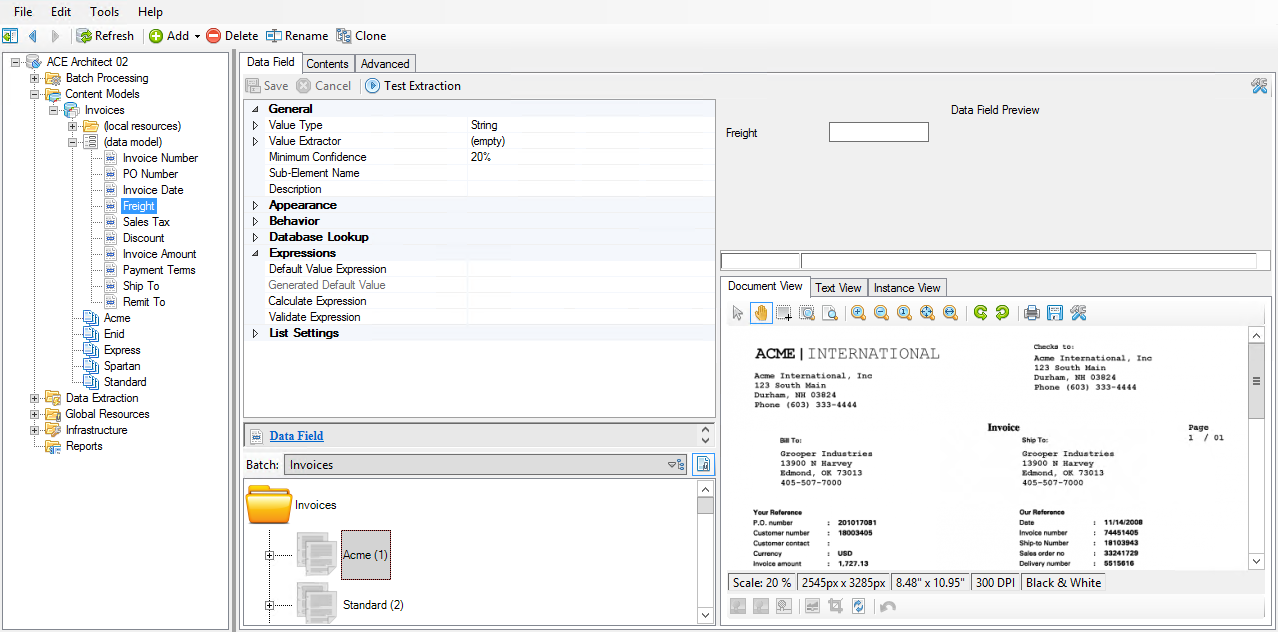 File Edit Tools Help
Refresh Add Delete Rename Clone
ACE Architect 02
Batch Processing
Content Models
Invoices
(local resources)
(data model)
Invoice Number
PO Number
Invoice Date
Freight
Sales Tax
Discount
Invoice Amount
Payment Terms
Ship To
Remit To
Acme
Enid
Express
Spartan
Standard
Data Extraction
Global Resources
Infrastructure
Reports
Data Field Contents Advanced
Save Cancel Test Extraction
General
Value Type String
Value Extractor (empty)
Minimum Confidence 20%
Sub-Element Name
Description
Appearance
Behavior
Database Lookup
Expressions
Default Value Expression
Generated Default Value
Calculate Expression
Validate Expression
List Settings
Data Field
Batch: Invoices
Invoices
Acme (1)
Standard (2)
Data Field Preview
Freight
Document View Text View Instance View
ACME | INTERNATIONAL
Acme International, Inc
123 South Main
Durham, NH 03824
Phone (603) 333-4444
Checks to:
Acme International, Inc
123 South Main
Durham, NH 03824
Phone (603) 333-4444
Invoice
Page
1 / 01
Bill To:
Grooper Industries
13900 N Harvey
Edmond, OK 73013
405-507-7000
Ship To:
Grooper Industries
13900 N Harvey
Edmond, OK 73013
405-507-7000
Your Reference
P.O. number : 201017081
Customer number : 18003405
Customer contact :
Currency : USD
Invoice amount : 1,727.13
Our Reference
Date : 11/14/2008
Invoice number : 74451405
Ship-to Number : 18103943
Sales order no : 33241729
Delivery number : 5515616
Scale: 20 % 2545px x 3285px 8.48" x 10.95" 300 DPI Black & White